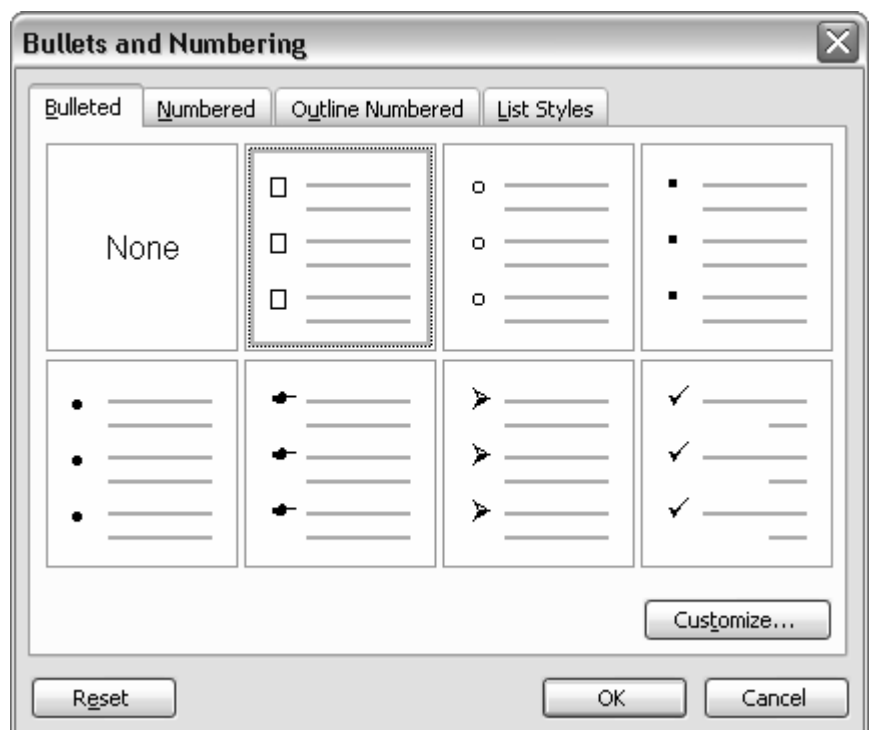 Bullets and Numbering
Bulleted Numbered Outline Numbered List Styles
None
Customize...
Reset OK Cancel